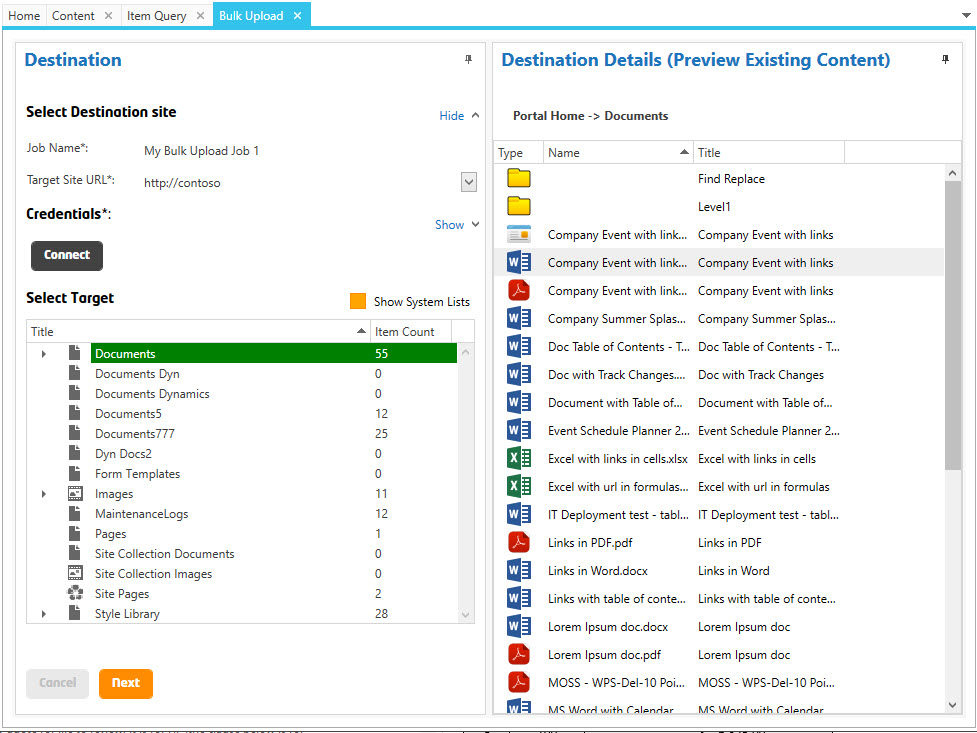 Home Content Item Query Bulk Upload
Destination
Select Destination site
Hide
Job Name*: My Bulk Upload Job 1
Target Site URL*: http://contoso
Credentials*:
Show
Connect
Select Target
Show System Lists
Title Item Count
Documents 55
Documents Dyn 0
Documents Dynamics 0
Documents5 12
Documents777 25
Dyn Docs2 0
Form Templates 0
Images 11
MaintenanceLogs 12
Pages 1
Site Collection Documents 0
Site Collection Images 0
Site Pages 2
Style Library 28
Cancel Next
Destination Details (Preview Existing Content)
Portal Home -> Documents
Type Name Title
Find Replace
Level1
Company Event with link... Company Event with links
Company Event with link... Company Event with links
Company Event with link... Company Event with links
Company Summer Splas... Company Summer Splas...
Doc Table of Contents - T... Doc Table of Contents - T...
Doc with Track Changes.... Doc with Track Changes
Document with Table of... Document with Table of...
Event Schedule Planner 2... Event Schedule Planner 2...
Excel with links in cells.xlsx Excel with links in cells
Excel with url in formulas... Excel with url in formulas
IT Deployment test - tabl... IT Deployment test - tabl...
Links in PDF.pdf Links in PDF
Links in Word.docx Links in Word
Links with table of conte... Links with table of conte...
Lorem Ipsum doc.docx Lorem Ipsum doc
Lorem Ipsum doc.pdf Lorem Ipsum doc
MOSS - WPS-Del-10 Poi... MOSS - WPS-Del-10 Poi...
MS Word with Calendar MS Word with Calendar